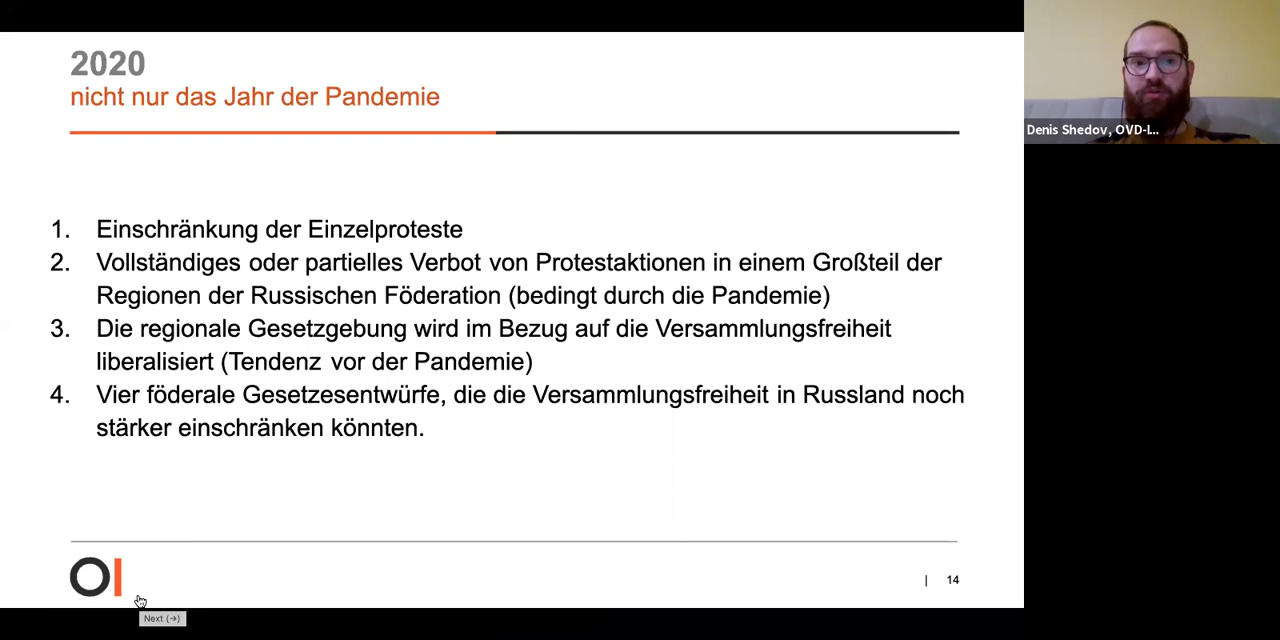 2020
nicht nur das Jahr der Pandemie
1. Einschränkung der Einzelproteste
2. Vollständiges oder partielles Verbot von Protestaktionen in einem Großteil der
Regionen der Russischen Föderation (bedingt durch die Pandemie)
3. Die regionale Gesetzgebung wird im Bezug auf die Versammlungsfreiheit
liberalisiert (Tendenz vor der Pandemie)
4. Vier föderale Gesetzesentwürfe, die die Versammlungsfreiheit in Russland noch
stärker einschränken könnten.
OI
| 14
Next (→)
Denis Shedov, OVD-I...